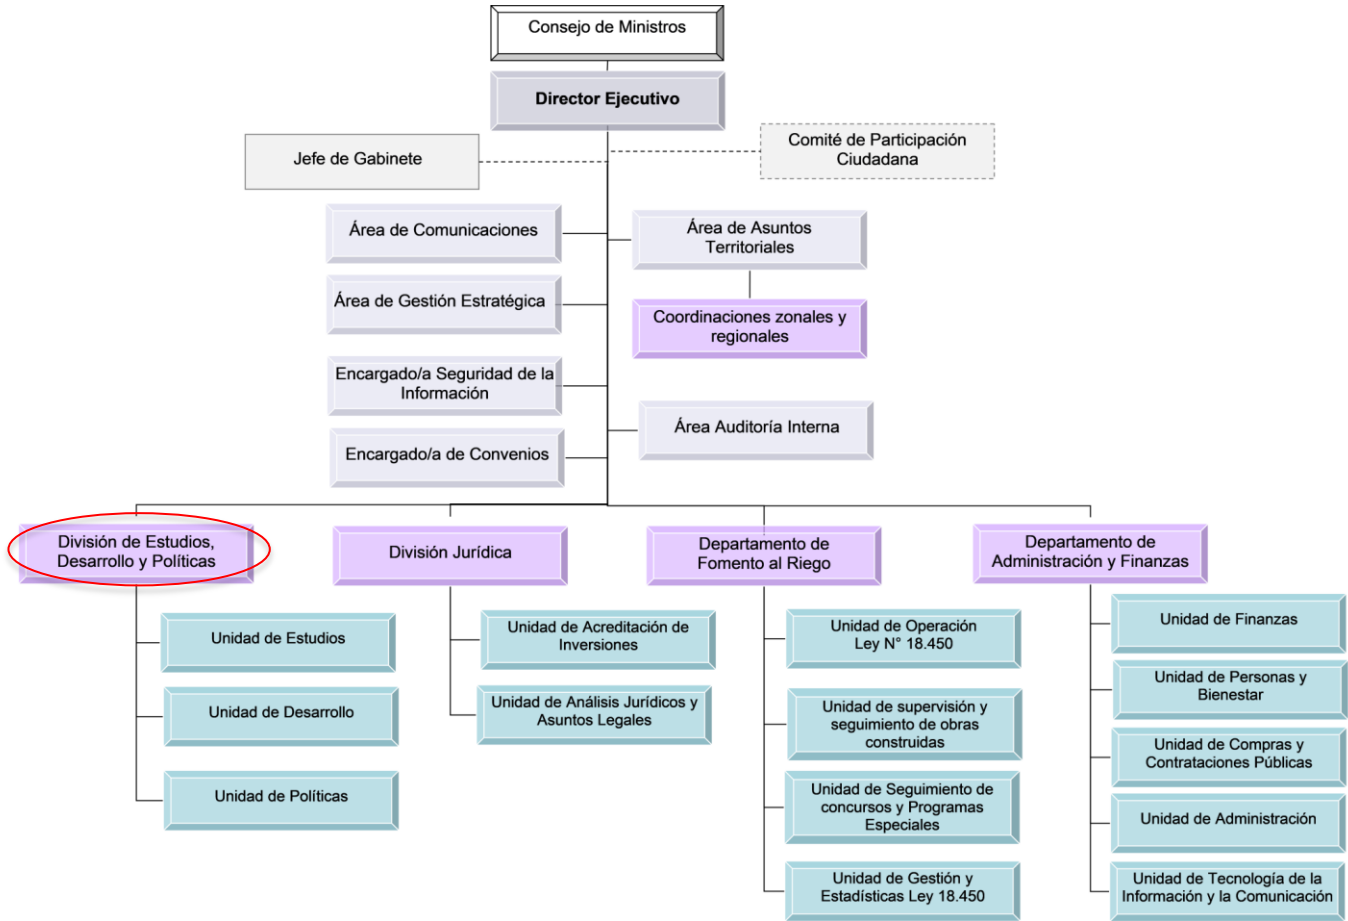 Consejo de Ministros
Director Ejecutivo
Jefe de Gabinete
Comité de Participación
Ciudadana
Área de Comunicaciones
Área de Asuntos
Territoriales
Área de Gestión Estratégica
Coordinaciones zonales y
regionales
Encargado/a Seguridad de la
Información
Área Auditoría Interna
Encargado/a de Convenios
División de Estudios,
Desarrollo y Políticas
Unidad de Estudios
Unidad de Desarrollo
Unidad de Políticas
División Jurídica
Unidad de Acreditación de
Inversiones
Unidad de Análisis Jurídicos y
Asuntos Legales
Departamento de
Fomento al Riego
Unidad de Operación
Ley N° 18.450
Unidad de supervisión y
seguimiento de obras
construidas
Unidad de Seguimiento de
concursos y Programas
Especiales
Unidad de Gestión y
Estadísticas Ley 18.450
Departamento de
Administración y Finanzas
Unidad de Finanzas
Unidad de Personas y
Bienestar
Unidad de Compras y
Contrataciones Públicas
Unidad de Administración
Unidad de Tecnología de la
Información y la Comunicación